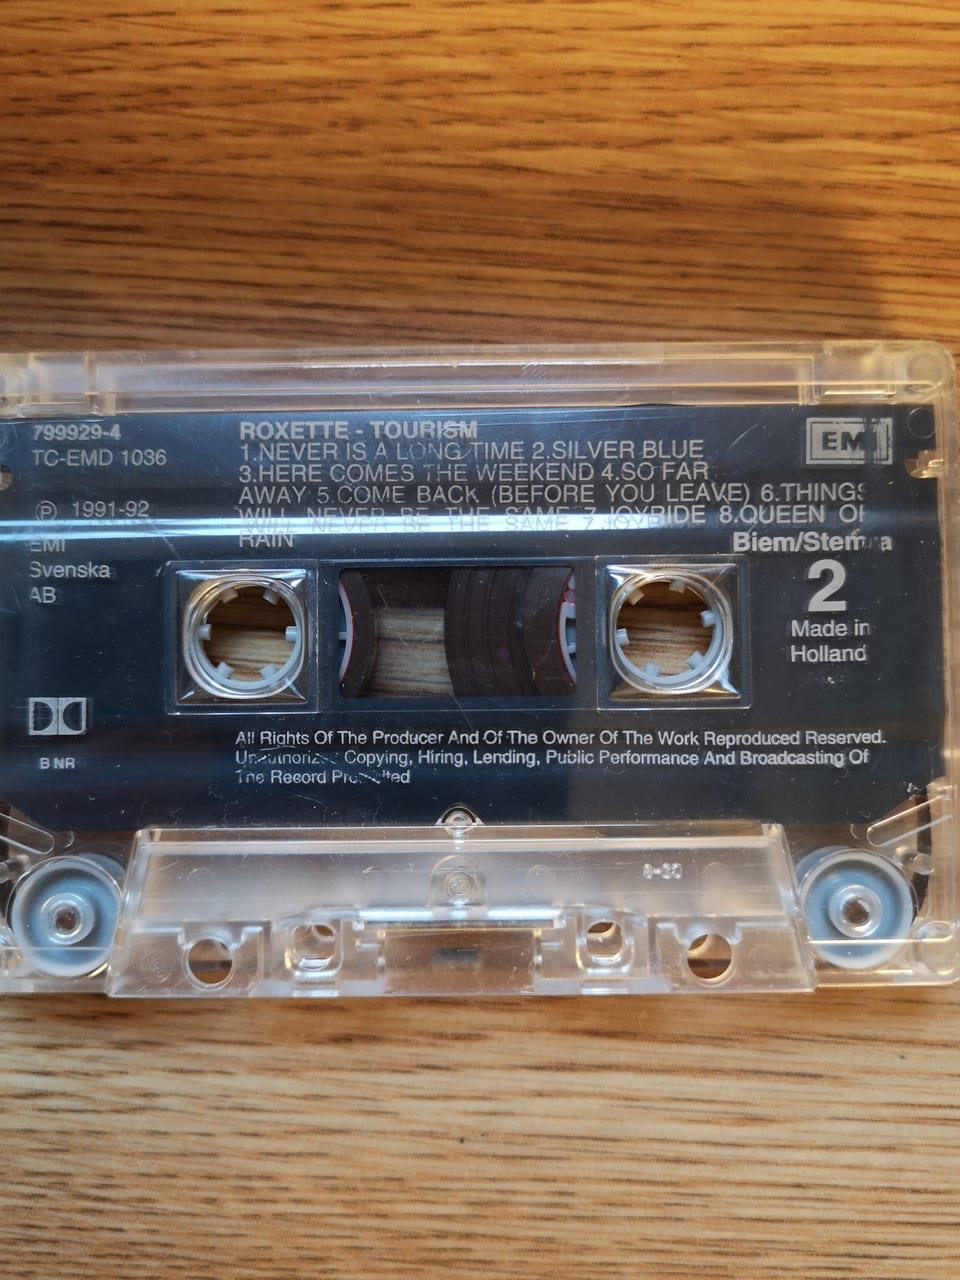 799929-4
TC-EMD 1036
℗ 1991-92
EMI
Svenska
AB
B NR
ROXETTE - TOURISM
1.NEVER IS A LONG TIME 2.SILVER BLUE
3.HERE COMES THE WEEKEND 4.SO FAR
AWAY 5.COME BACK (BEFORE YOU LEAVE) 6.THINGS
WILL NEVER BE THE SAME 7.JOYRIDE 8.QUEEN OF
RAIN
EMI
Biem/Stemra
2
Made in
Holland
All Rights Of The Producer And Of The Owner Of The Work Reproduced Reserved.
Unauthorized Copying, Hiring, Lending, Public Performance And Broadcasting Of
The Record Prohibited